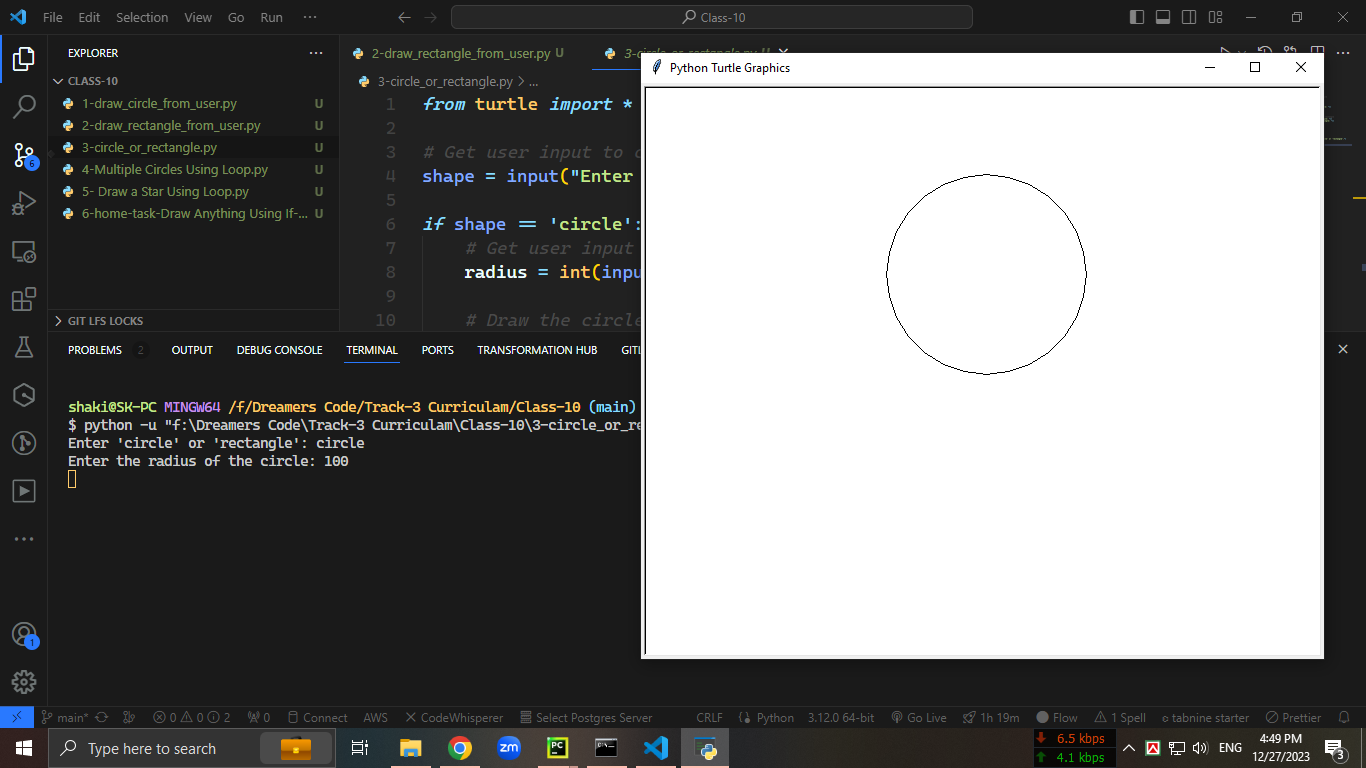 File Edit Selection View Go Run ···
Class-10
EXPLORER ···
CLASS-10
1-draw_circle_from_user.py U
2-draw_rectangle_from_user.py U
3-circle_or_rectangle.py U
4-Multiple Circles Using Loop.py U
5- Draw a Star Using Loop.py U
6-home-task-Draw Anything Using If-... U
GIT LFS LOCKS
2-draw_rectangle_from_user.py U
3-circle_or_rectangle.py U
3-circle_or_rectangle.py > ...
1 from turtle import *
2
3 # Get user input to
4 shape = input("Enter
5
6 if shape == 'circle':
7 # Get user input
8 radius = int(inpu
9
10 # Draw the circle
Python Turtle Graphics
PROBLEMS 2 OUTPUT DEBUG CONSOLE TERMINAL PORTS TRANSFORMATION HUB GITL
shaki@SK-PC MINGW64 /f/Dreamers Code/Track-3 Curriculam/Class-10 (main)
$ python -u "f:\Dreamers Code\Track-3 Curriculam\Class-10\3-circle_or_re
Enter 'circle' or 'rectangle': circle
Enter the radius of the circle: 100
6
1
main* 0 0 2 0 Connect AWS CodeWhisperer Select Postgres Server CRLF Python 3.12.0 64-bit Go Live 1h 19m Flow 1 Spell tabnine starter Prettier
Type here to search
zm
PC
6.5 kbps
4.1 kbps
ENG
4:49 PM
12/27/2023
3